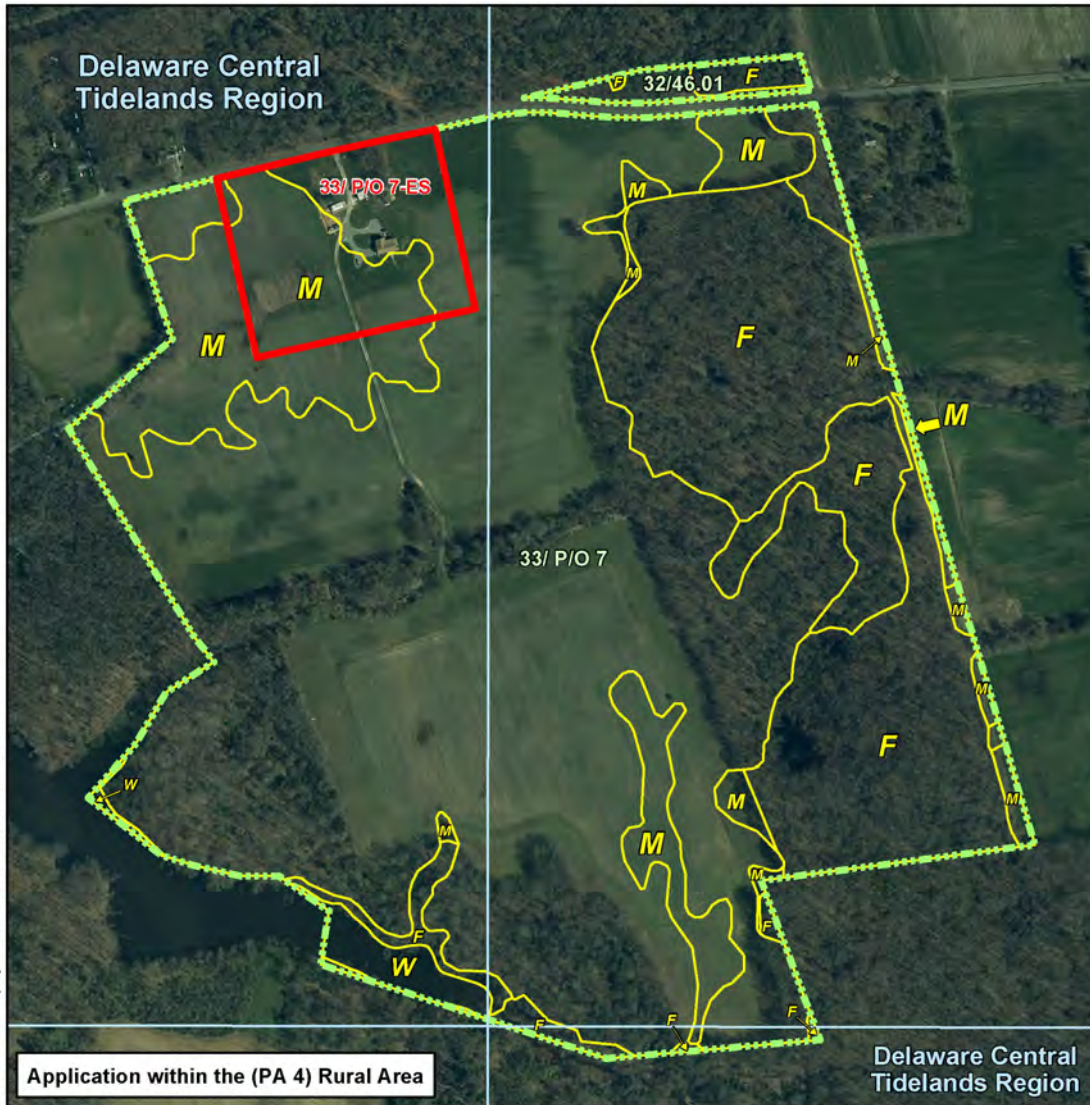 Delaware Central
Tidelands Region
32/46.01
F
F
33/ P/O 7-ES
M
M
M
M
M
F
M
M
F
33/ P/O 7
M
M
F
W
M
M
M
M
M
F
F
W
F
F
F
Application within the (PA 4) Rural Area
Delaware Central
Tidelands Region